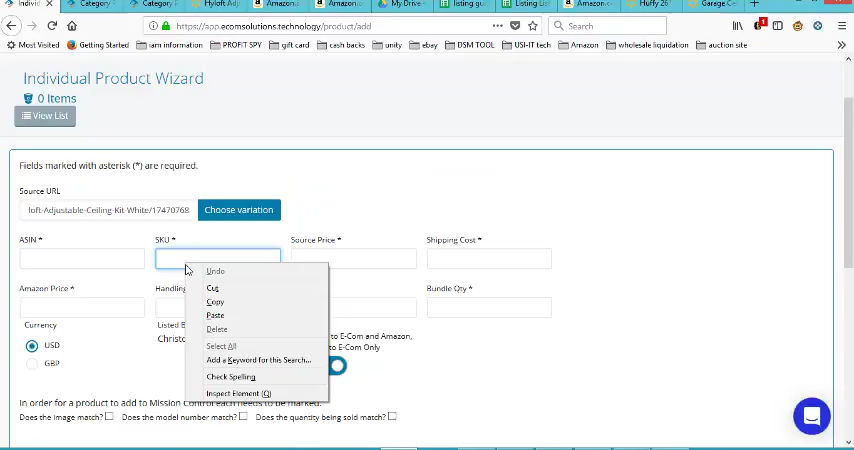 Individ
Category
Category
Hyloft Adj
Amazon.c
Amazon.co
My Drive -
listing gui
Listing List
Amazon.c
Huffy 26"
Garage Ce
https://app.ecomsolutions.technology/product/add
Search
Most Visited
Getting Started
iam information
PROFIT SPY
gift card
cash backs
unity
ebay
DSM TOOL
USI-IT tech
Amazon
wholesale liquidation
auction site
Individual Product Wizard
0 Items
View List
Fields marked with asterisk (*) are required.
Source URL
loft-Adjustable-Ceiling-Kit-White/17470768
Choose variation
ASIN *
SKU *
Source Price *
Shipping Cost *
Undo
Cut
Copy
Paste
Delete
Select All
Add a Keyword for this Search...
Check Spelling
Inspect Element (Q)
Amazon Price *
Handling
Bundle Qty *
Currency
Listed B
USD
Christo
GBP
to E-Com and Amazon,
to E-Com Only
In order for a product to add to Mission Control each needs to be marked.
Does the image match?
Does the model number match?
Does the quantity being sold match?